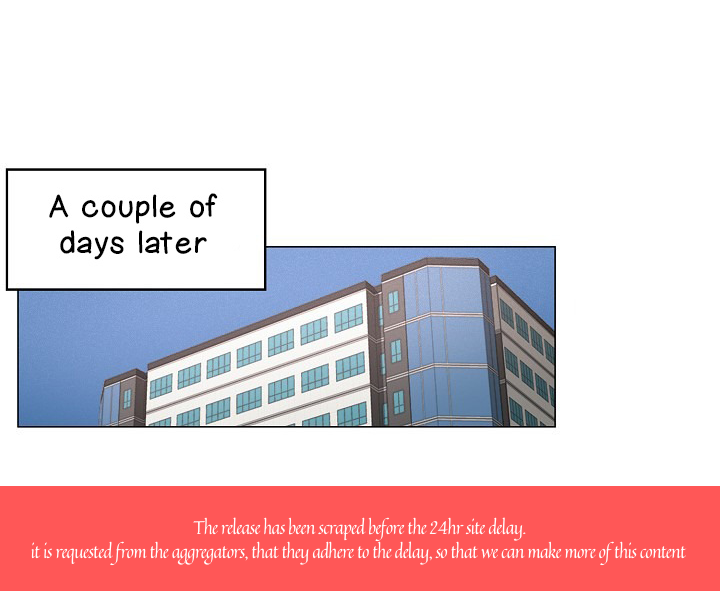 A couple of
days later
The release has been scraped before the 24hr site delay.
it is requested from the aggregators, that they adhere to the delay, so that we can make more of this content